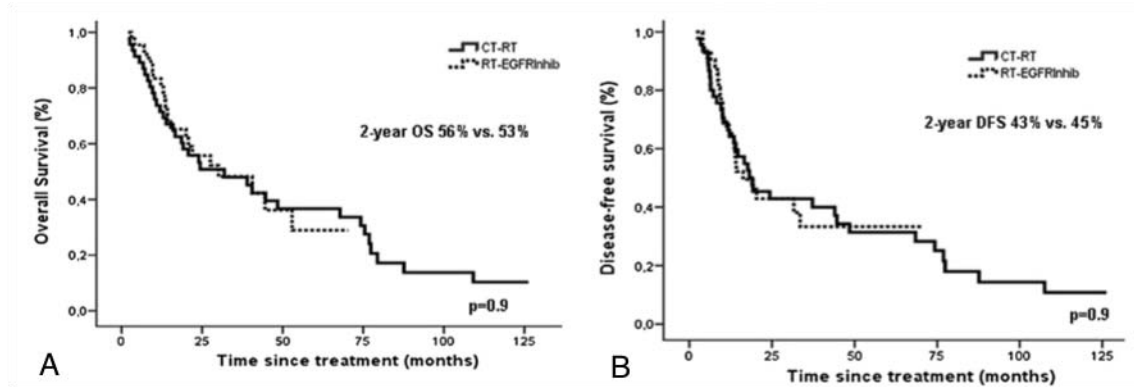 1,0
0,8
0,6
0,4
0,2
0,0
Overall Survival (%)
CT-RT
RT-EGFRInhib
2-year OS 56% vs. 53%
p=0.9
0 25 50 75 100 125
Time since treatment (months)
A
1,0
0,8
0,6
0,4
0,2
0,0
Disease-free survival (%)
CT-RT
RT-EGFRInhib
2-year DFS 43% vs. 45%
p=0.9
0 25 50 75 100 125
Time since treatment (months)
B